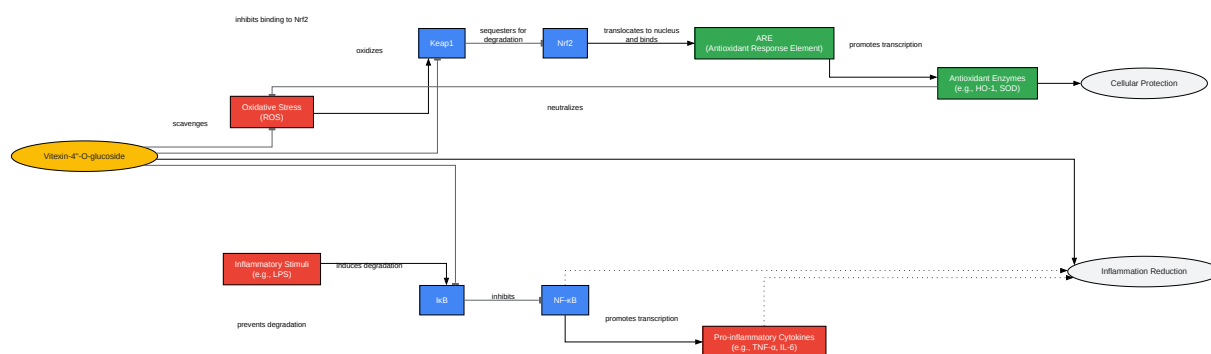 inhibits binding to Nrf2
oxidizes
Keap1
sequesters for
degradation
Nrf2
translocates to nucleus
and binds
ARE
(Antioxidant Response Element)
promotes transcription
Antioxidant Enzymes
(e.g., HO-1, SOD)
Cellular Protection
Oxidative Stress
(ROS)
neutralizes
scavenges
Vitexin-4''-O-glucoside
Inflammatory Stimuli
(e.g., LPS)
induces degradation
IκB
inhibits
NF-κB
Inflammation Reduction
prevents degradation
promotes transcription
Pro-inflammatory Cytokines
(e.g., TNF-α, IL-6)